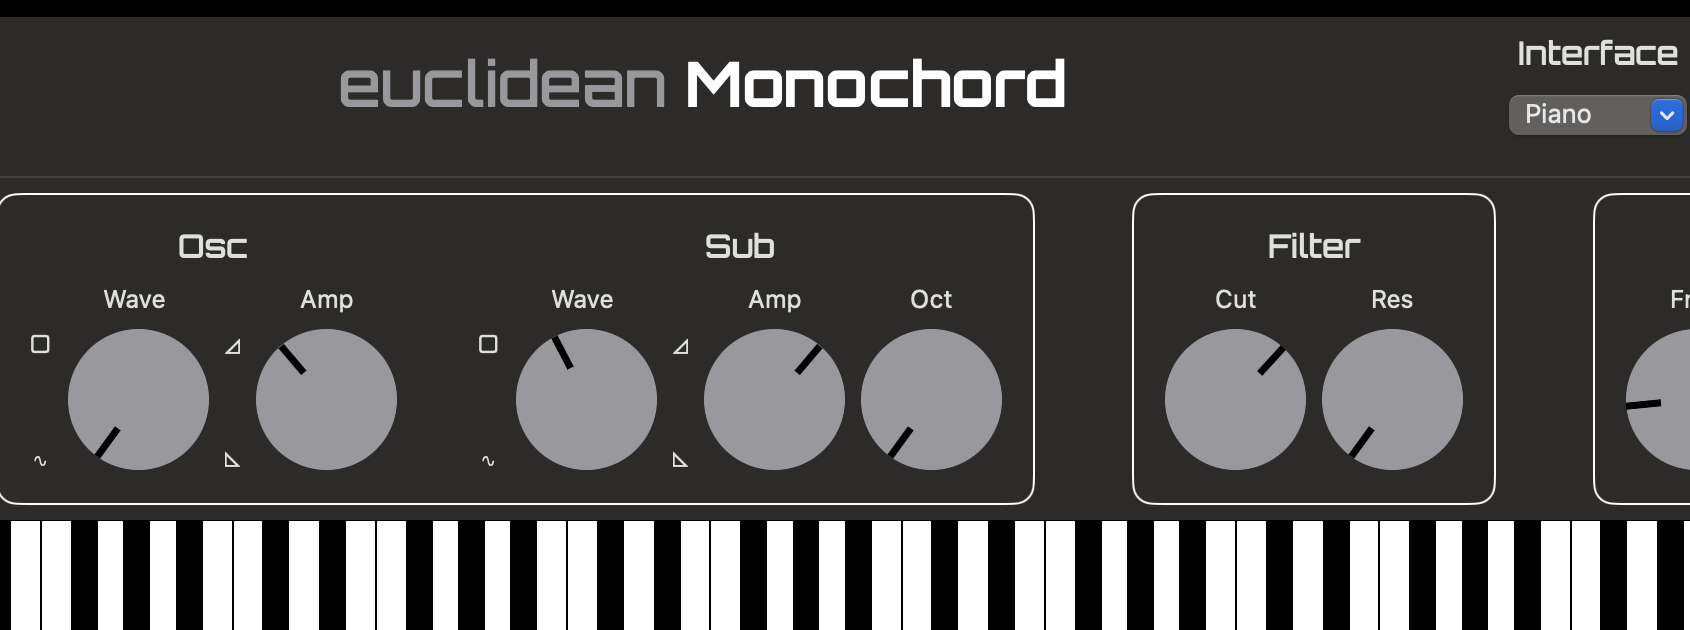 euclidean Monochord
Interface
Piano
Osc
Sub
Filter
Wave
Amp
Wave
Amp
Oct
Cut
Res